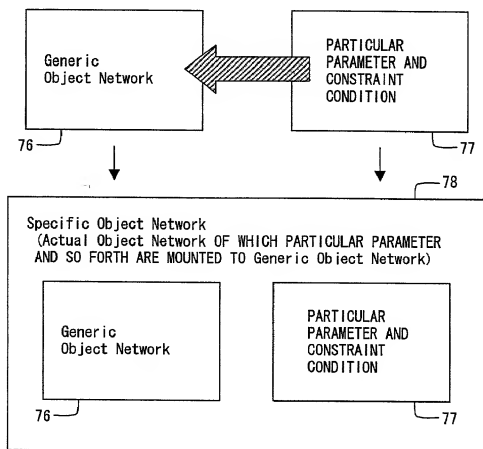 Generic
Object Network
PARTICULAR
PARAMETER AND
CONSTRAINT
CONDITION
76
77
78
Specific Object Network
(Actual Object Network OF WHICH PARTICULAR PARAMETER
AND SO FORTH ARE MOUNTED TO Generic Object Network)
Generic
Object Network
PARTICULAR
PARAMETER AND
CONSTRAINT
CONDITION
76
77